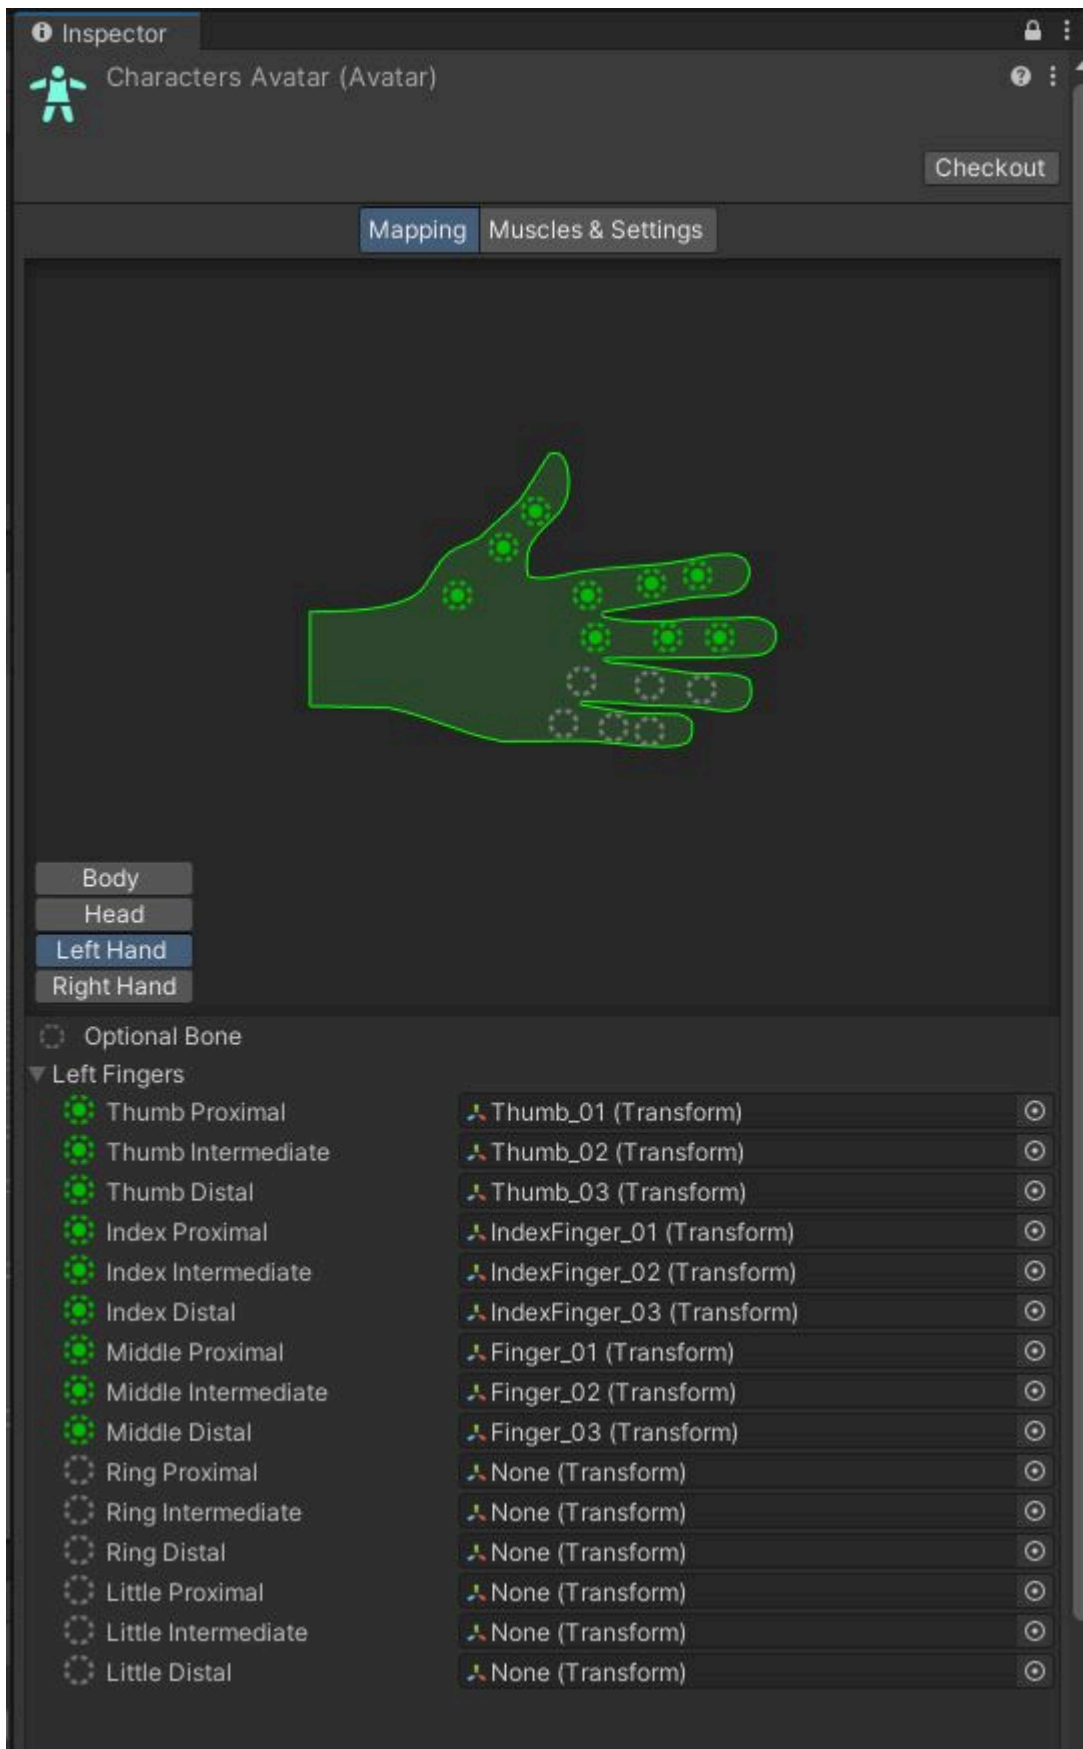 Inspector
Characters Avatar (Avatar)
Checkout
Mapping Muscles & Settings
Body
Head
Left Hand
Right Hand
Optional Bone
Left Fingers
Thumb Proximal Thumb_01 (Transform)
Thumb Intermediate Thumb_02 (Transform)
Thumb Distal Thumb_03 (Transform)
Index Proximal IndexFinger_01 (Transform)
Index Intermediate IndexFinger_02 (Transform)
Index Distal IndexFinger_03 (Transform)
Middle Proximal Finger_01 (Transform)
Middle Intermediate Finger_02 (Transform)
Middle Distal Finger_03 (Transform)
Ring Proximal None (Transform)
Ring Intermediate None (Transform)
Ring Distal None (Transform)
Little Proximal None (Transform)
Little Intermediate None (Transform)
Little Distal None (Transform)